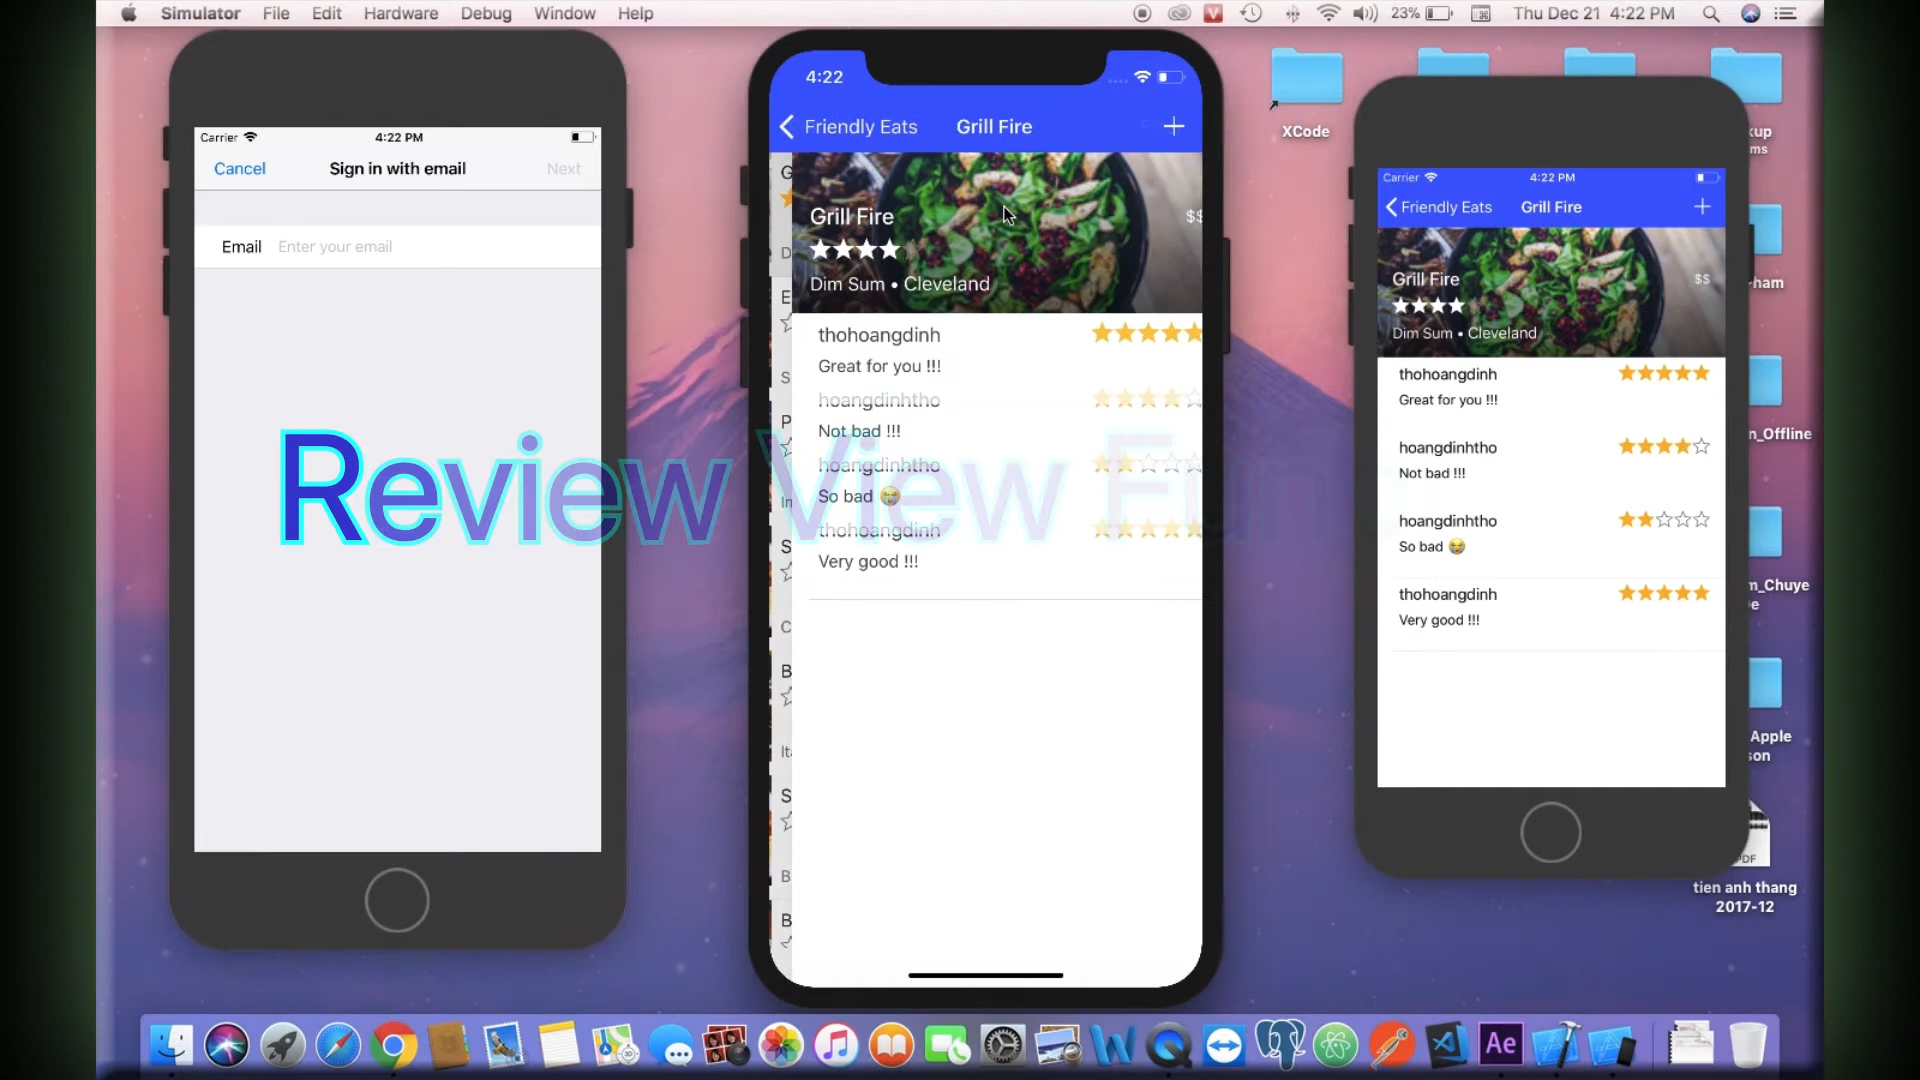 Simulator File Edit Hardware Debug Window Help
23% Thu Dec 21 4:22 PM
Carrier 4:22 PM
Cancel Sign in with email Next
Email Enter your email
4:22
Friendly Eats Grill Fire
Grill Fire $$
Dim Sum • Cleveland
thohoangdinh
Great for you !!!
hoangdinhtho
Not bad !!!
hoangdinhtho
So bad 😭
thohoangdinh
Very good !!!
Review View
Carrier 4:22 PM
Friendly Eats Grill Fire
Grill Fire $$
Dim Sum • Cleveland
thohoangdinh
Great for you !!!
hoangdinhtho
Not bad !!!
hoangdinhtho
So bad 😭
thohoangdinh
Very good !!!
XCode
tien anh thang
2017-12
PDF
Ae